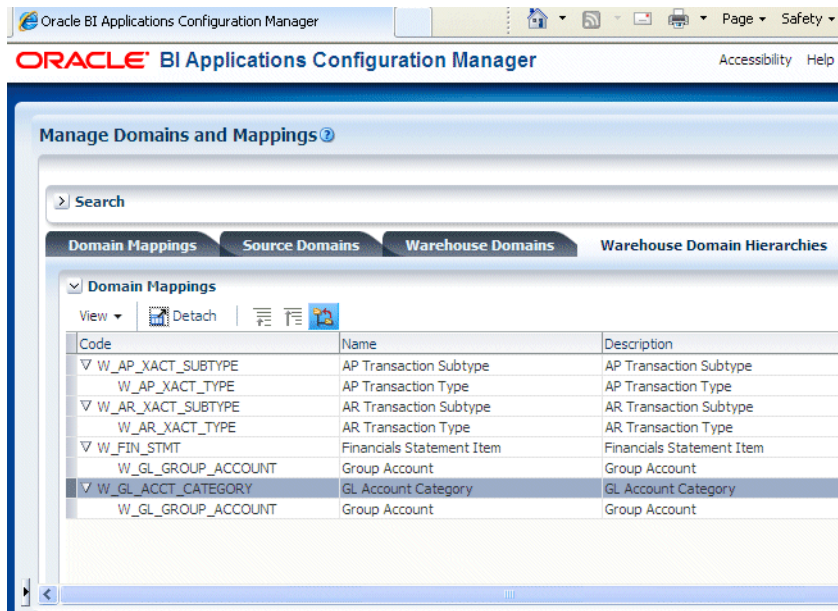 Oracle BI Applications Configuration Manager
Page Safety
ORACLE BI Applications Configuration Manager Accessibility Help
Manage Domains and Mappings
Search
Domain Mappings Source Domains Warehouse Domains Warehouse Domain Hierarchies
Domain Mappings
View Detach
Code Name Description
W_AP_XACT_SUBTYPE AP Transaction Subtype AP Transaction Subtype
W_AP_XACT_TYPE AP Transaction Type AP Transaction Type
W_AR_XACT_SUBTYPE AR Transaction Subtype AR Transaction Subtype
W_AR_XACT_TYPE AR Transaction Type AR Transaction Type
W_FIN_STMT Financials Statement Item Financials Statement Item
W_GL_GROUP_ACCOUNT Group Account Group Account
W_GL_ACCT_CATEGORY GL Account Category GL Account Category
W_GL_GROUP_ACCOUNT Group Account Group Account